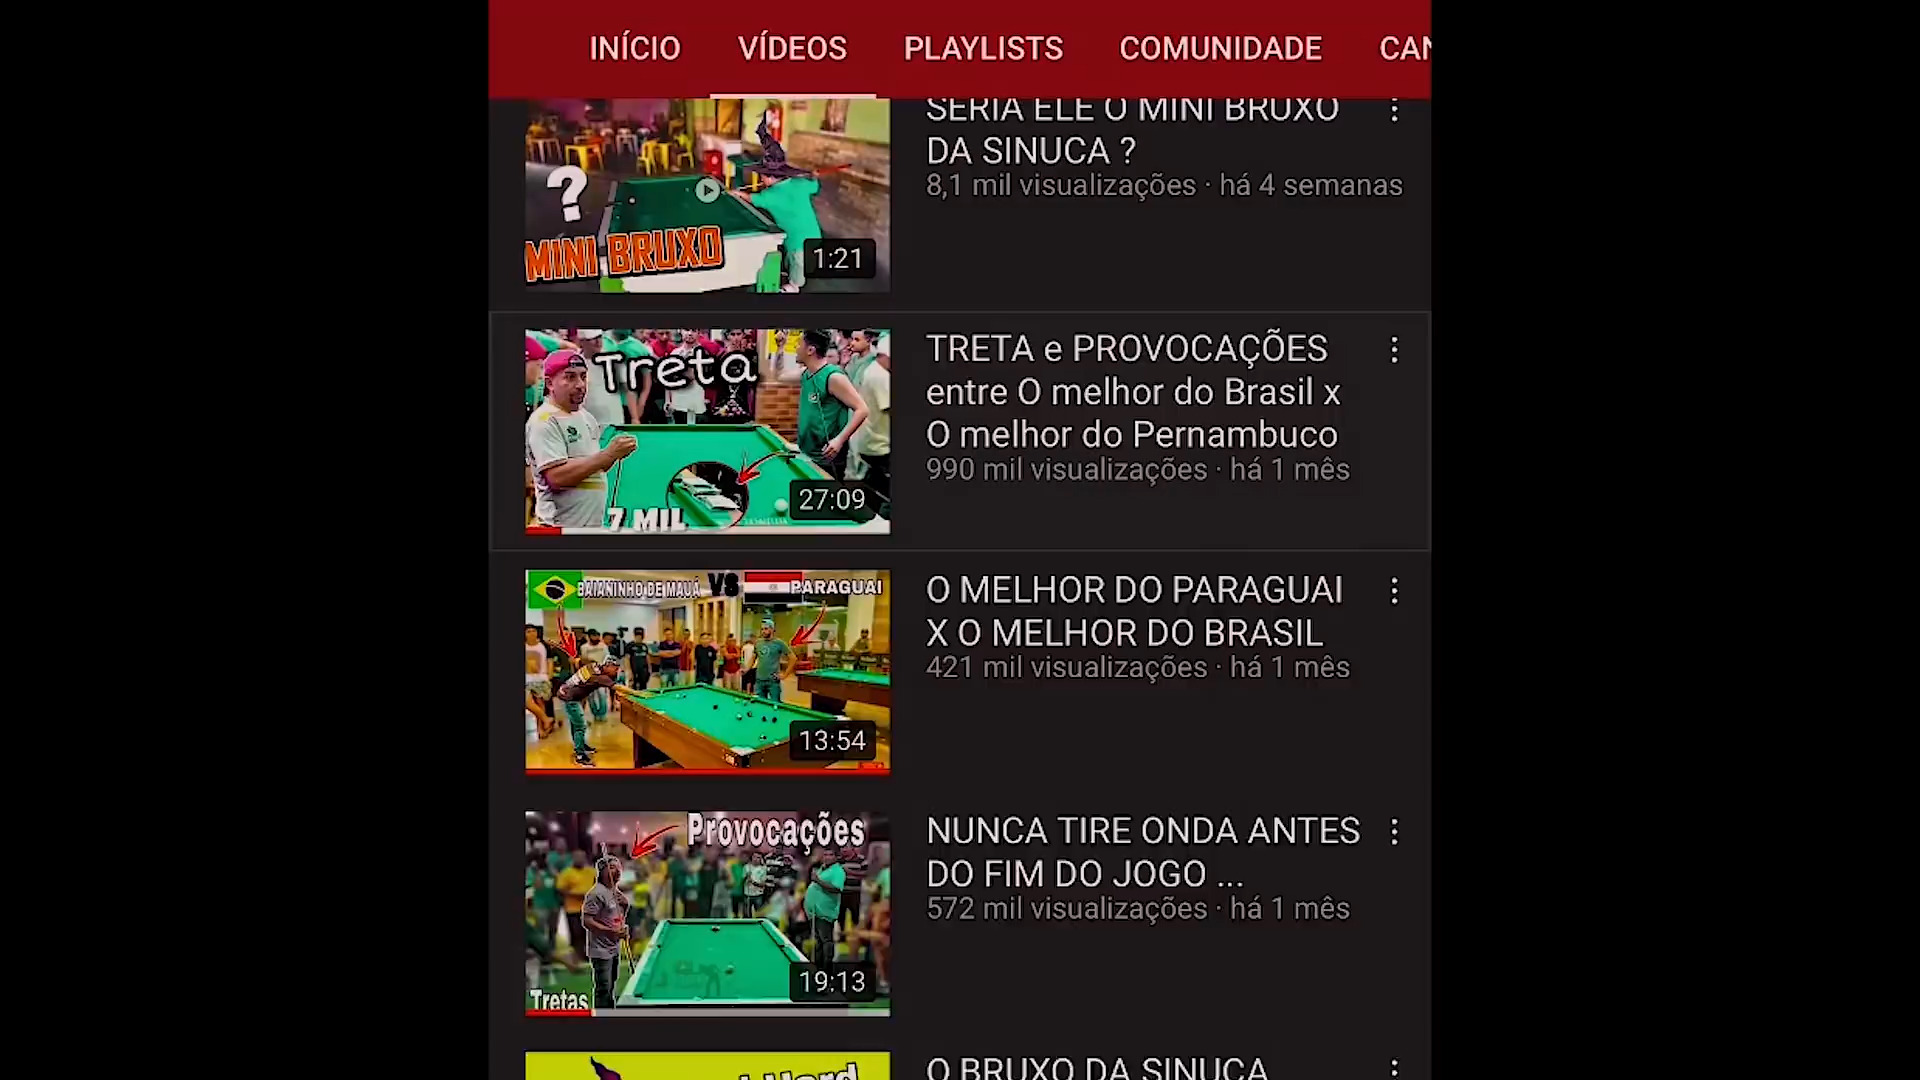 INÍCIO VÍDEOS PLAYLISTS COMUNIDADE CAN
SERIA ELE O MINI BRUXO
DA SINUCA ?
8,1 mil visualizações · há 4 semanas
?
MINI BRUXO
1:21
TRETA e PROVOCAÇÕES
entre O melhor do Brasil x
O melhor do Pernambuco
990 mil visualizações · há 1 mês
Treta
7 MIL
27:09
O MELHOR DO PARAGUAI
X O MELHOR DO BRASIL
421 mil visualizações · há 1 mês
BAIANINHO DE MAUÁ VS PARAGUAI
13:54
NUNCA TIRE ONDA ANTES
DO FIM DO JOGO ...
572 mil visualizações · há 1 mês
Provocações
Tretas
19:13
O BRUXO DA SINUCA